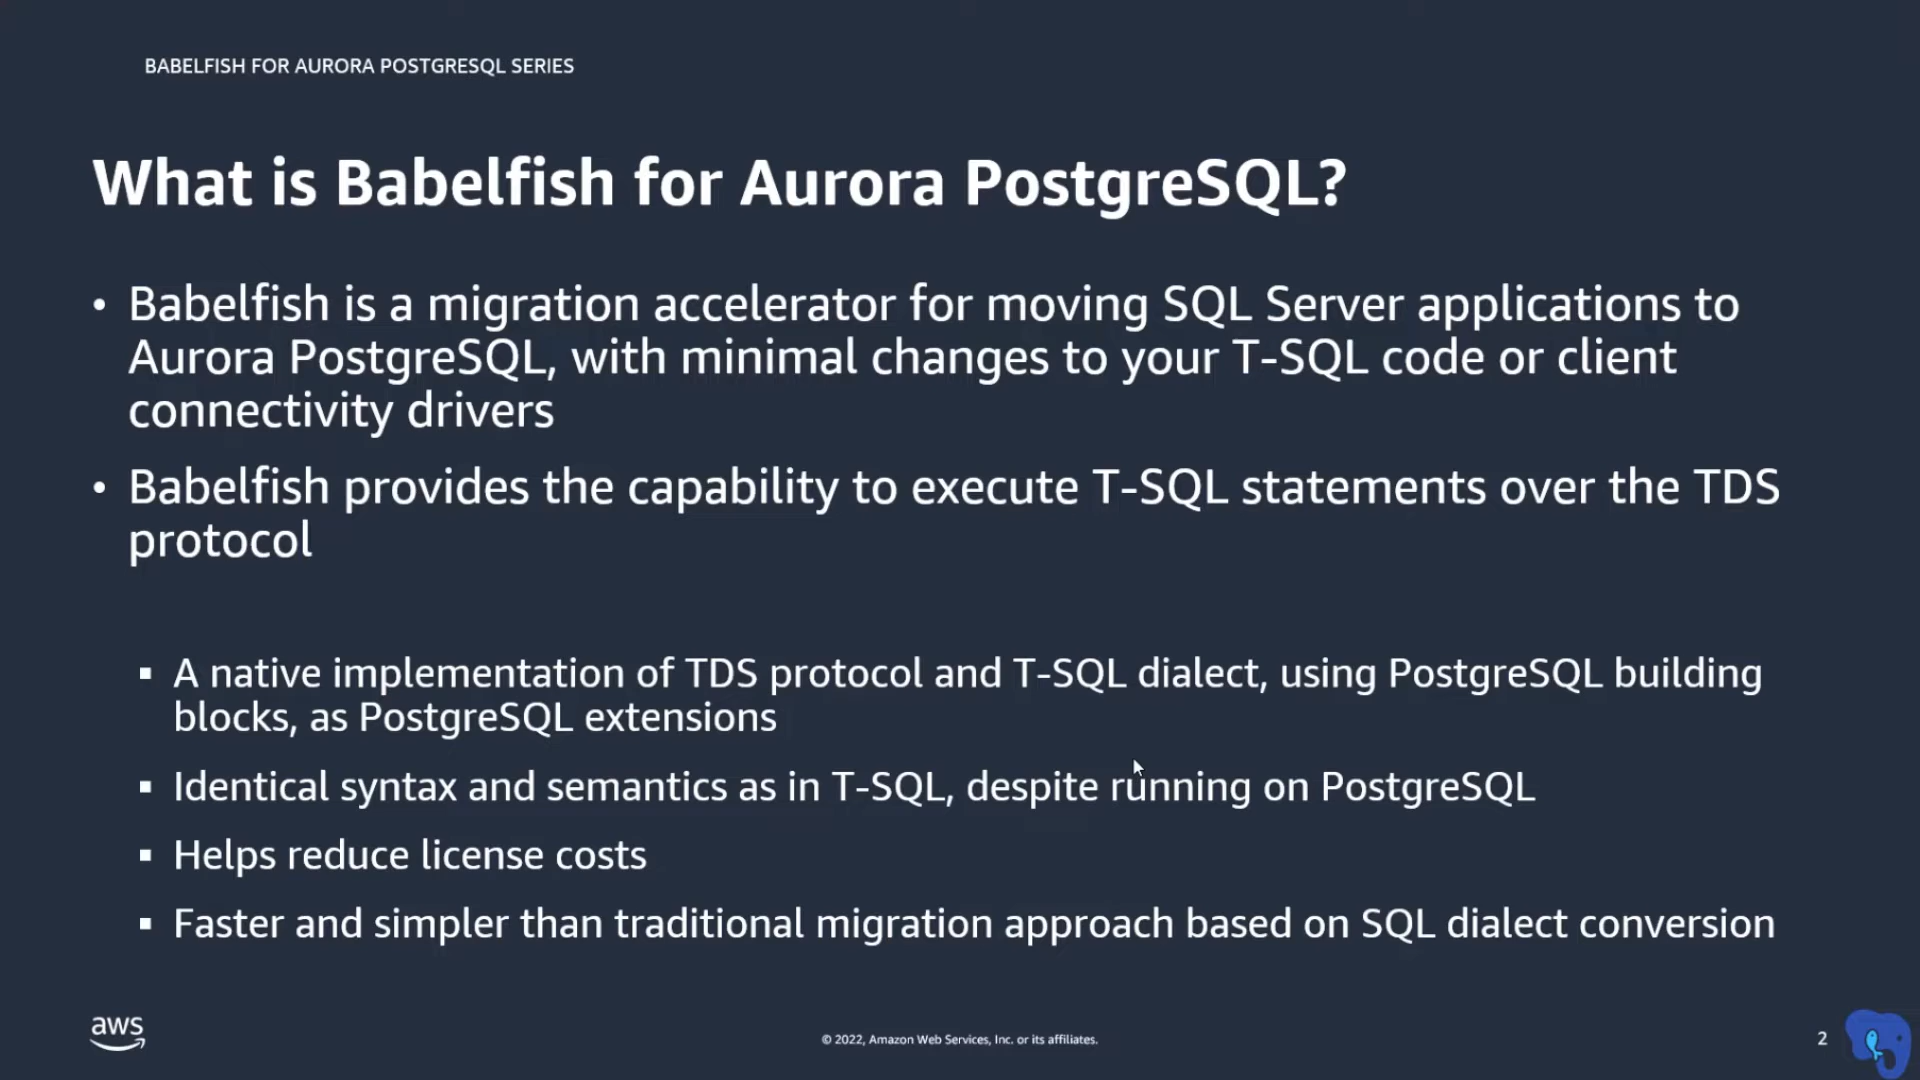 BABELFISH FOR AURORA POSTGRESQL SERIES
What is Babelfish for Aurora PostgreSQL?
• Babelfish is a migration accelerator for moving SQL Server applications to
Aurora PostgreSQL, with minimal changes to your T-SQL code or client
connectivity drivers
• Babelfish provides the capability to execute T-SQL statements over the TDS
protocol
▪ A native implementation of TDS protocol and T-SQL dialect, using PostgreSQL building
blocks, as PostgreSQL extensions
▪ Identical syntax and semantics as in T-SQL, despite running on PostgreSQL
▪ Helps reduce license costs
▪ Faster and simpler than traditional migration approach based on SQL dialect conversion
aws
© 2022, Amazon Web Services, Inc. or its affiliates.
2